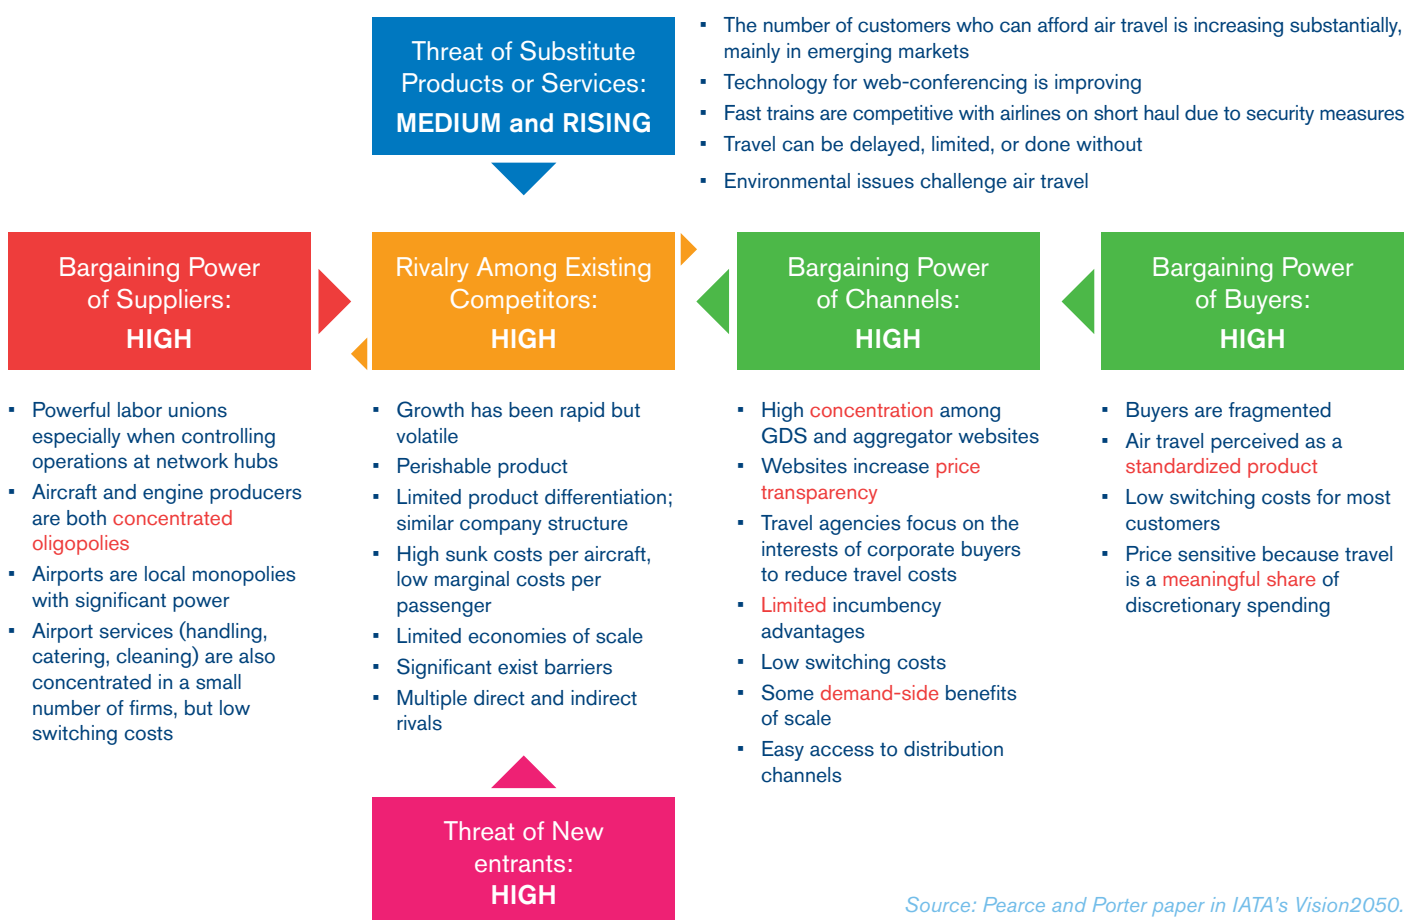 Threat of Substitute
Products or Services:
MEDIUM and RISING
▪ The number of customers who can afford air travel is increasing substantially,
mainly in emerging markets
▪ Technology for web-conferencing is improving
▪ Fast trains are competitive with airlines on short haul due to security measures
▪ Travel can be delayed, limited, or done without
▪ Environmental issues challenge air travel
Bargaining Power
of Suppliers:
HIGH
▪ Powerful labor unions
especially when controlling
operations at network hubs
▪ Aircraft and engine producers
are both concentrated
oligopolies
▪ Airports are local monopolies
with significant power
▪ Airport services (handling,
catering, cleaning) are also
concentrated in a small
number of firms, but low
switching costs
Rivalry Among Existing
Competitors:
HIGH
▪ Growth has been rapid but
volatile
▪ Perishable product
▪ Limited product differentiation;
similar company structure
▪ High sunk costs per aircraft,
low marginal costs per
passenger
▪ Limited economies of scale
▪ Significant exist barriers
▪ Multiple direct and indirect
rivals
Bargaining Power
of Channels:
HIGH
▪ High concentration among
GDS and aggregator websites
▪ Websites increase price
transparency
▪ Travel agencies focus on the
interests of corporate buyers
to reduce travel costs
▪ Limited incumbency
advantages
▪ Low switching costs
▪ Some demand-side benefits
of scale
▪ Easy access to distribution
channels
Bargaining Power
of Buyers:
HIGH
▪ Buyers are fragmented
▪ Air travel perceived as a
standardized product
▪ Low switching costs for most
customers
▪ Price sensitive because travel
is a meaningful share of
discretionary spending
Threat of New
entrants:
HIGH
Source: Pearce and Porter paper in IATA's Vision2050.